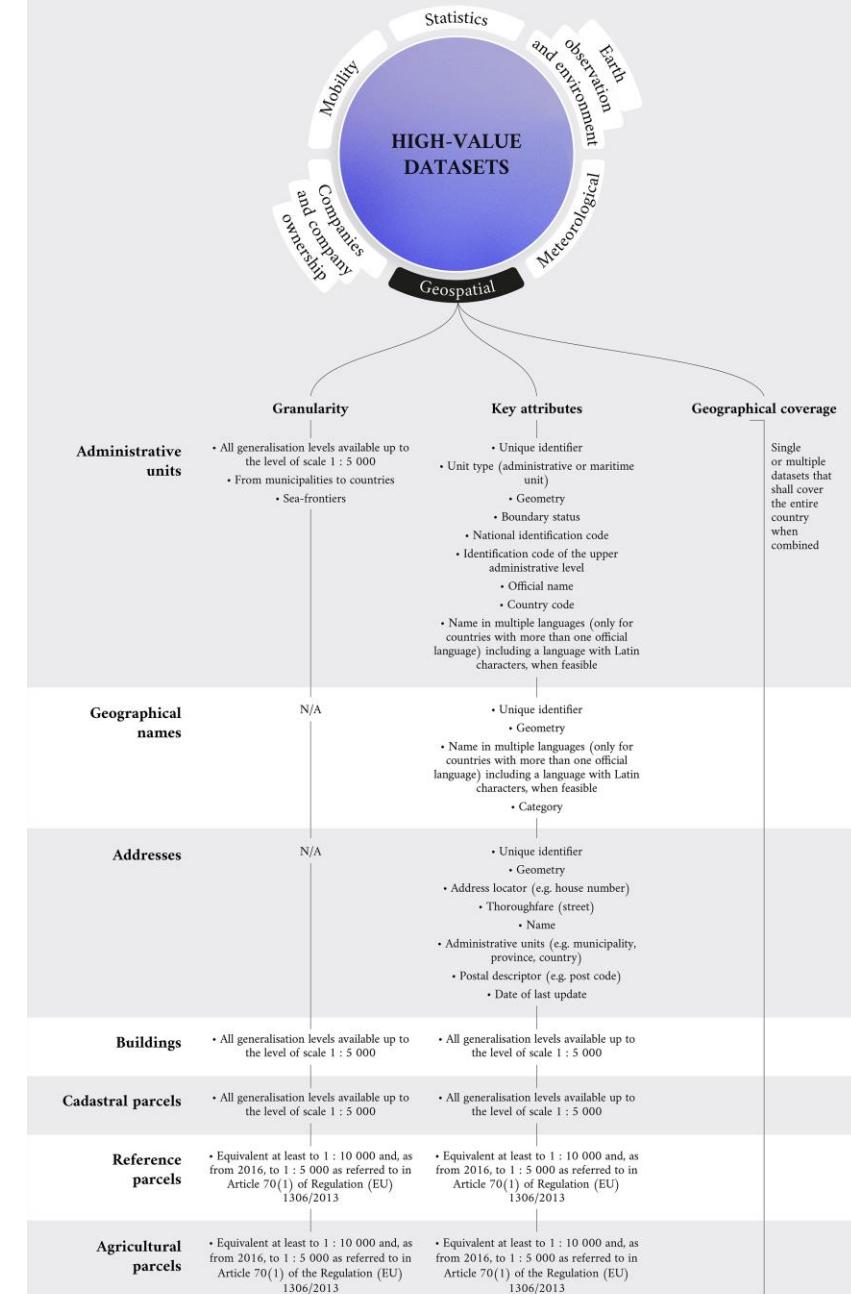 Statistics
Earth
observation
and environment
Mobility
HIGH-VALUE
DATASETS
Meteorological
Companies
and company
ownership
Geospatial
Granularity
Key attributes
Geographical coverage
Administrative
units
• All generalisation levels available up to
the level of scale 1 : 5 000
• From municipalities to countries
• Sea-frontiers
• Unique identifier
• Unit type (administrative or maritime
unit)
• Geometry
• Boundary status
• National identification code
• Identification code of the upper
administrative level
• Official name
• Country code
• Name in multiple languages (only for
countries with more than one official
language) including a language with Latin
characters, when feasible
Single
or multiple
datasets that
shall cover
the entire
country
when
combined
Geographical
names
N/A
• Unique identifier
• Geometry
• Name in multiple languages (only for
countries with more than one official
language) including a language with Latin
characters, when feasible
• Category
Addresses
N/A
• Unique identifier
• Geometry
• Address locator (e.g. house number)
• Thoroughfare (street)
• Name
• Administrative units (e.g. municipality,
province, country)
• Postal descriptor (e.g. post code)
• Date of last update
Buildings
• All generalisation levels available up to
the level of scale 1 : 5 000
• All generalisation levels available up to
the level of scale 1 : 5 000
Cadastral parcels
• All generalisation levels available up to
the level of scale 1 : 5 000
• All generalisation levels available up to
the level of scale 1 : 5 000
Reference
parcels
• Equivalent at least to 1 : 10 000 and, as
from 2016, to 1 : 5 000 as referred to in
Article 70(1) of Regulation (EU)
1306/2013
• Equivalent at least to 1 : 10 000 and, as
from 2016, to 1 : 5 000 as referred to in
Article 70(1) of Regulation (EU)
1306/2013
Agricultural
parcels
• Equivalent at least to 1 : 10 000 and, as
from 2016, to 1 : 5 000 as referred to in
Article 70(1) of the Regulation (EU)
1306/2013
• Equivalent at least to 1 : 10 000 and, as
from 2016, to 1 : 5 000 as referred to in
Article 70(1) of the Regulation (EU)
1306/2013